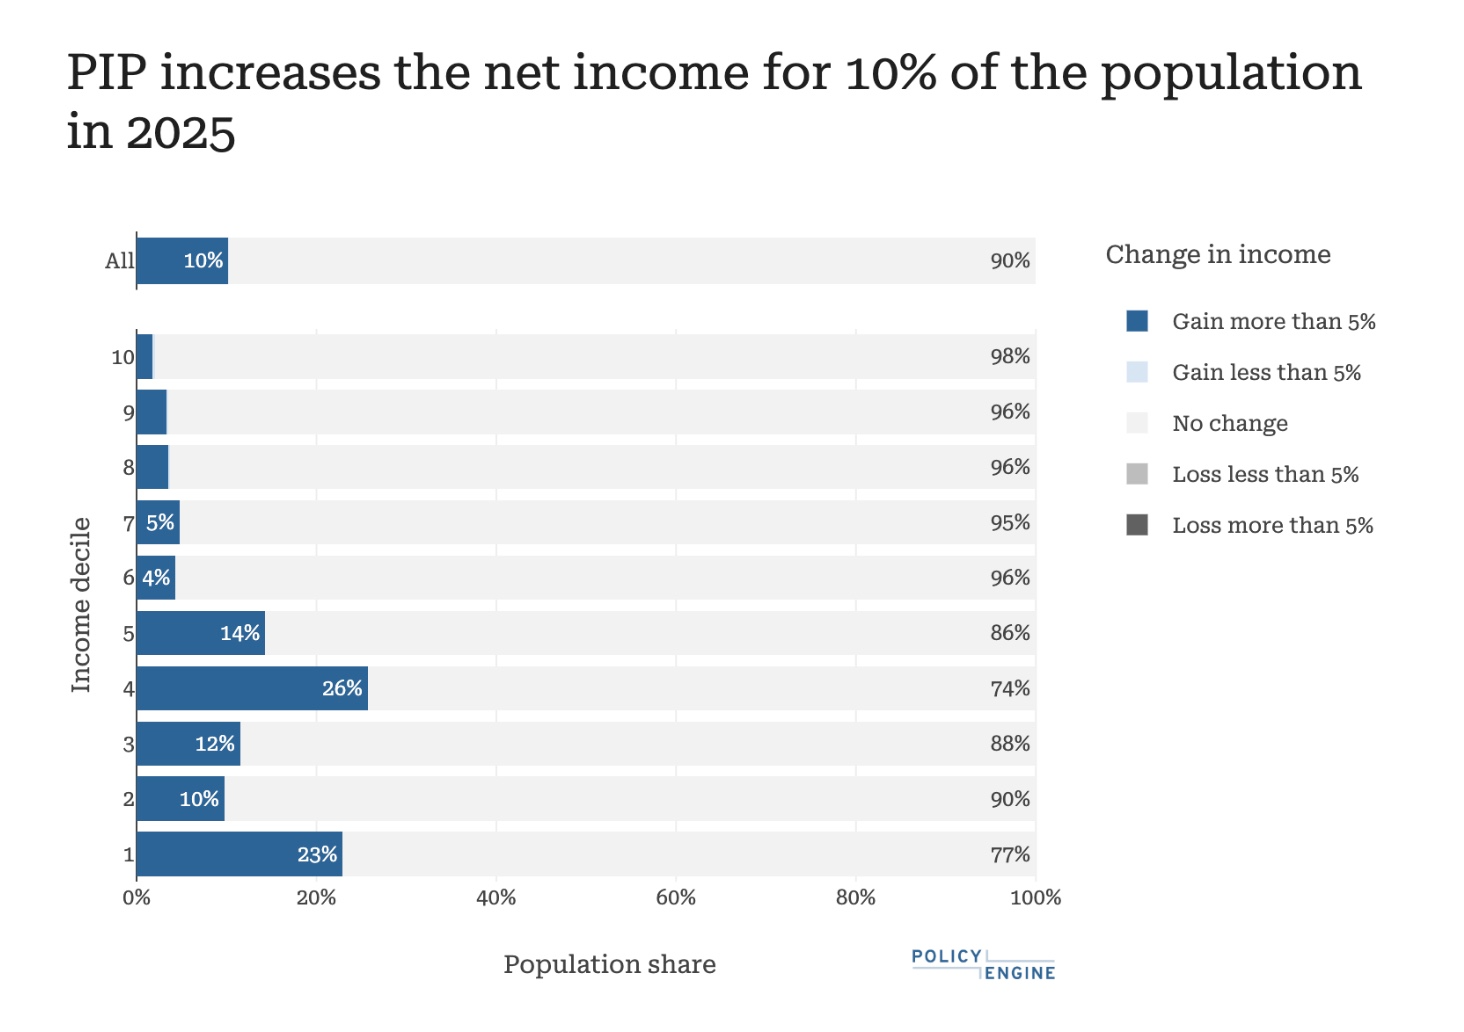 PIP increases the net income for 10% of the population
in 2025
All 10% 90%
10 98%
9 96%
8 96%
7 5% 95%
6 4% 96%
5 14% 86%
4 26% 74%
3 12% 88%
2 10% 90%
1 23% 77%
0% 20% 40% 60% 80% 100%
Income decile
Population share
Change in income
Gain more than 5%
Gain less than 5%
No change
Loss less than 5%
Loss more than 5%
POLICY
ENGINE